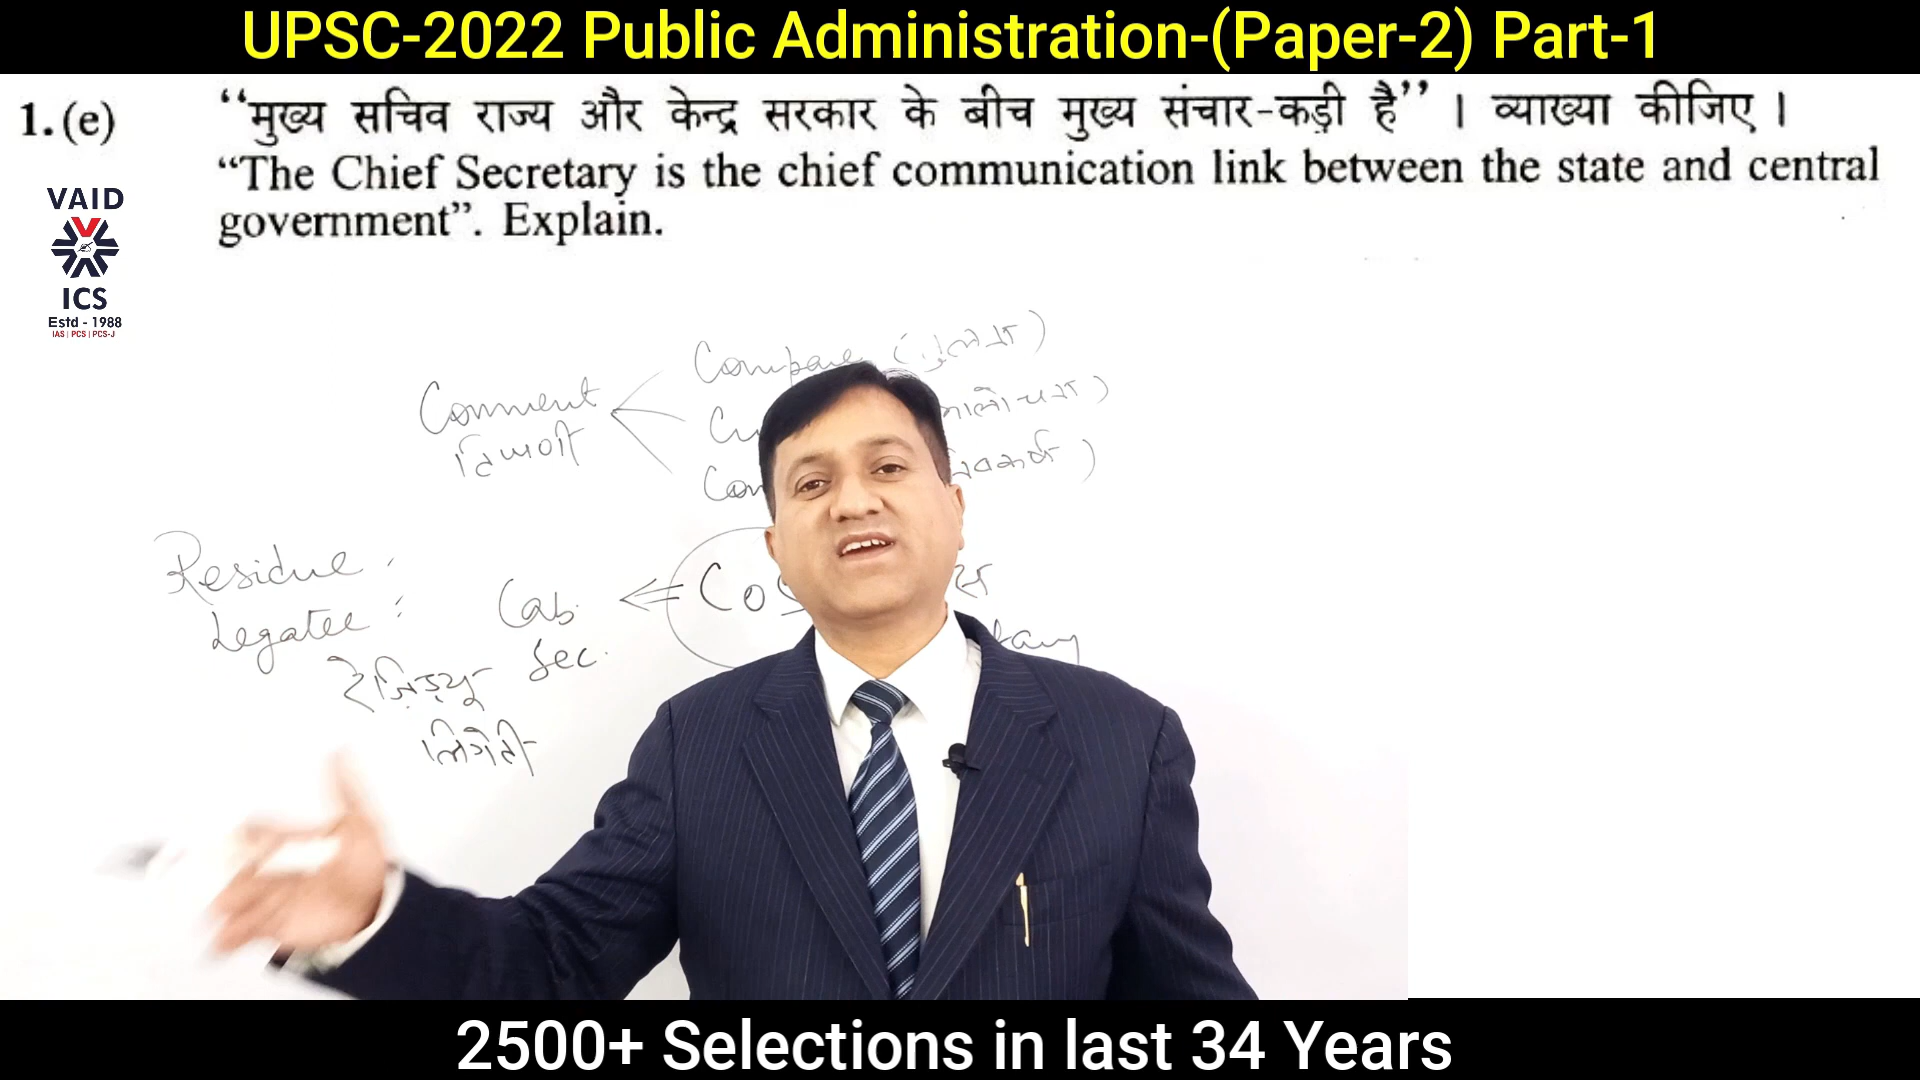 UPSC-2022 Public Administration-(Paper-2) Part-1
1. (e) “मुख्य सचिव राज्य और केन्द्र सरकार के बीच मुख्य संचार-कड़ी है” । व्याख्या कीजिए ।
“The Chief Secretary is the chief communication link between the state and central
government”. Explain.
VAID
ICS
Estd - 1988
IAS | PCS | PCS-J
Compare
Comment
Residue
Legatee
Cab.
Sec.
रेज़िड्यू
2500+ Selections in last 34 Years